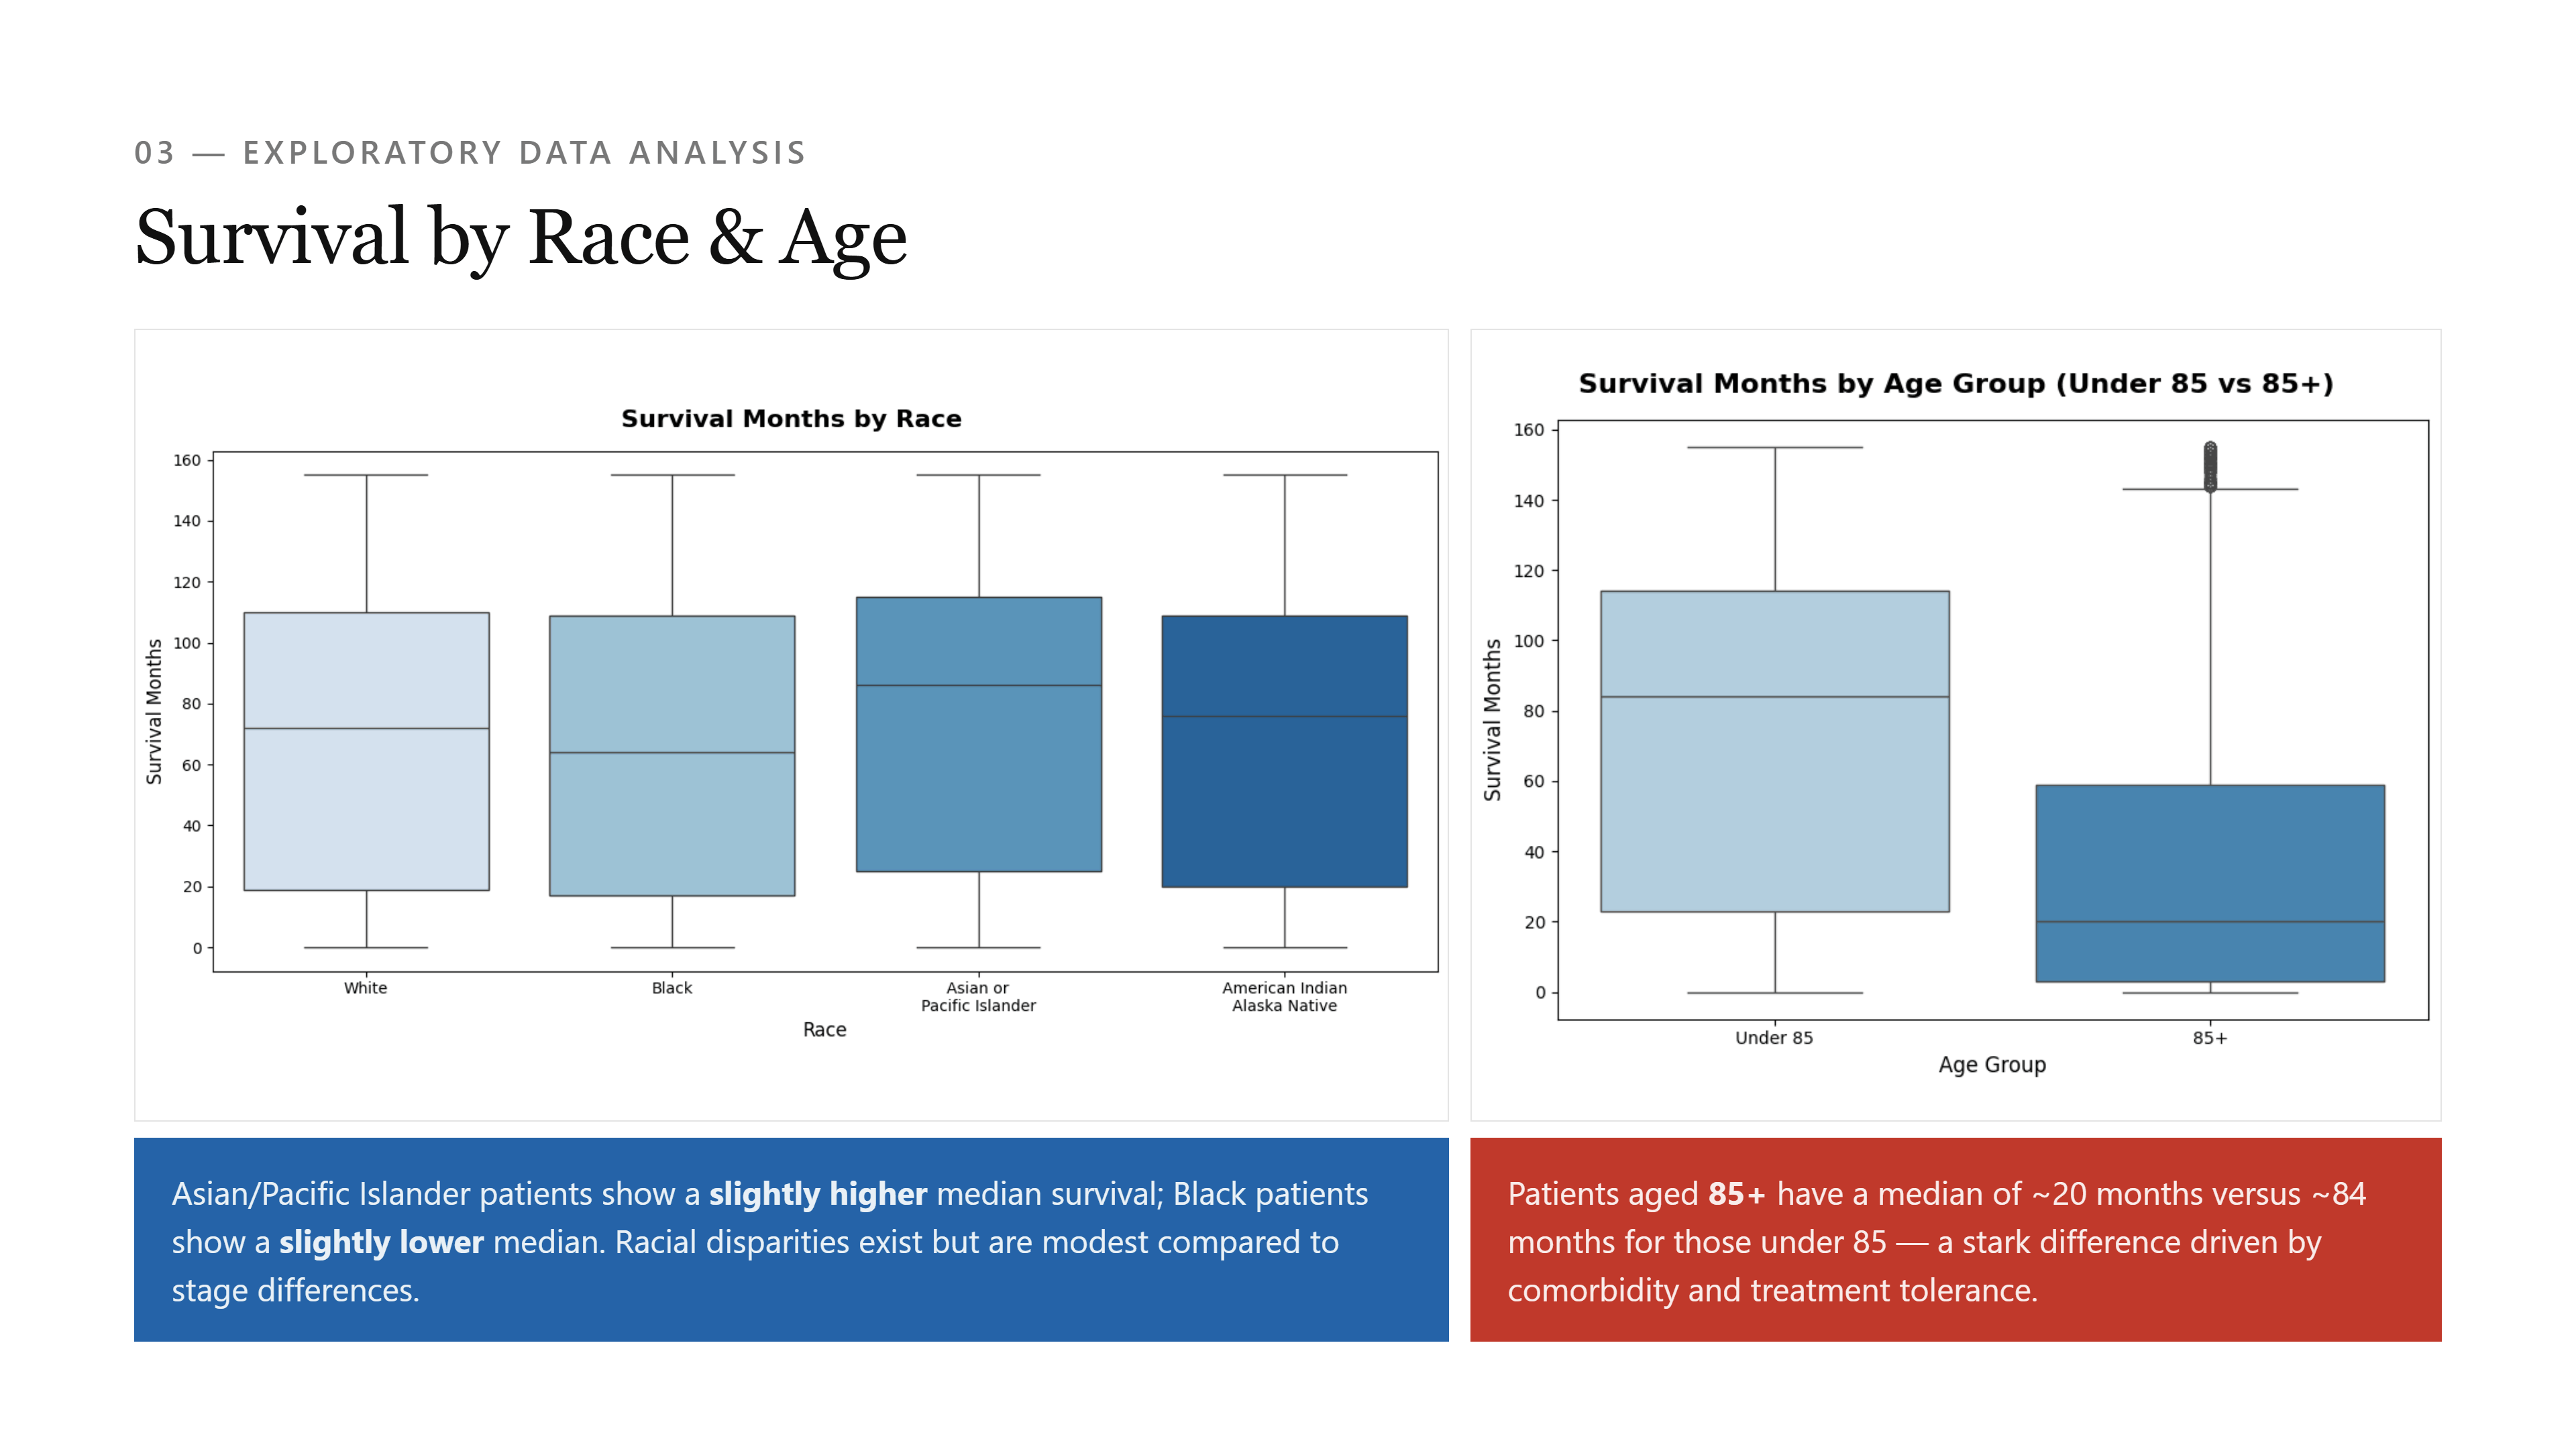 03 — EXPLORATORY DATA ANALYSIS
Survival by Race & Age
Survival Months by Race
Survival Months
160
140
120
100
80
60
40
20
0
White
Black
Asian or
Pacific Islander
American Indian
Alaska Native
Race
Survival Months by Age Group (Under 85 vs 85+)
Survival Months
160
140
120
100
80
60
40
20
0
Under 85
85+
Age Group
Asian/Pacific Islander patients show a slightly higher median survival; Black patients
show a slightly lower median. Racial disparities exist but are modest compared to
stage differences.
Patients aged 85+ have a median of ~20 months versus ~84
months for those under 85 — a stark difference driven by
comorbidity and treatment tolerance.